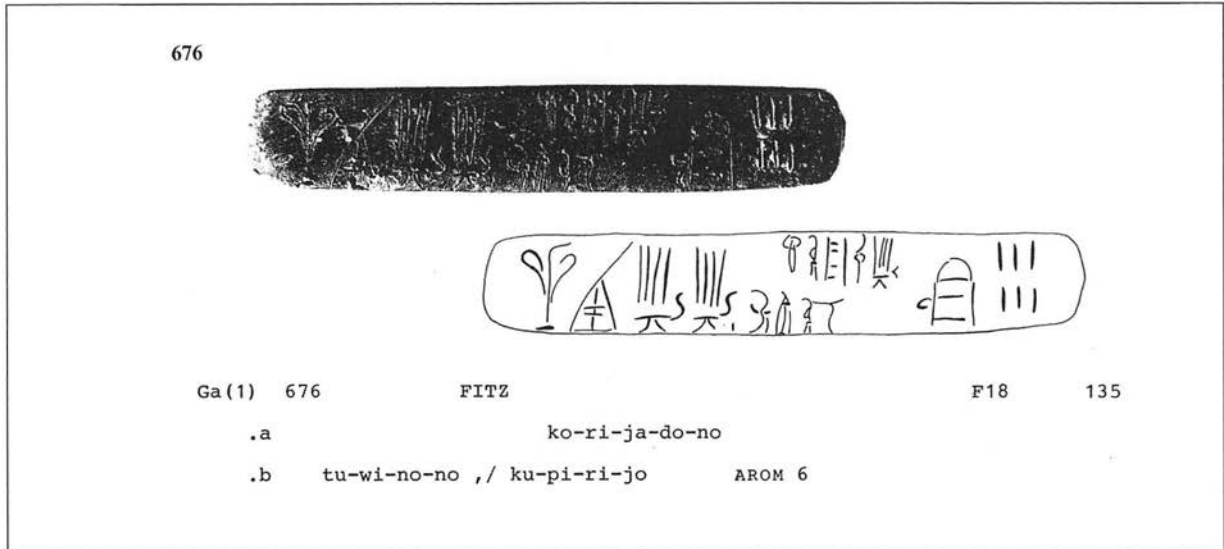 676
Ga(1) 676 FITZ F18 135
.a ko-ri-ja-do-no
.b tu-wi-no-no ,/ ku-pi-ri-jo AROM 6